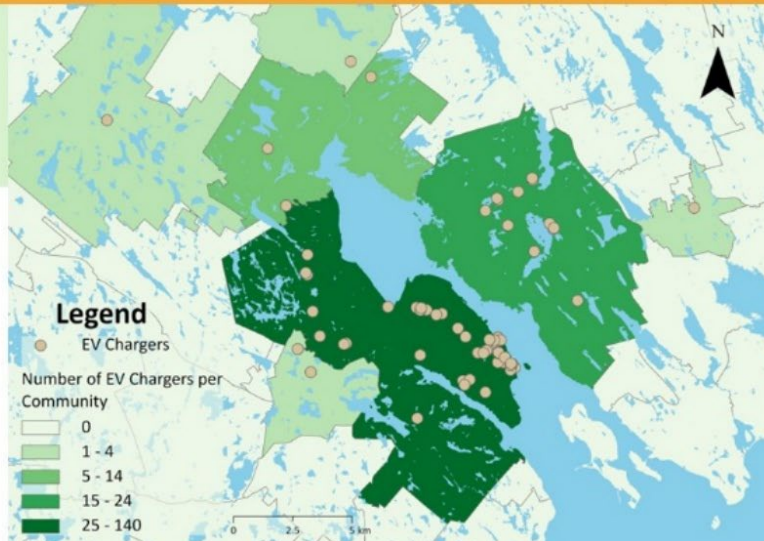 N
Legend
EV Chargers
Number of EV Chargers per
Community
0
1 - 4
5 - 14
15 - 24
25 - 140
0 2.5 5 km